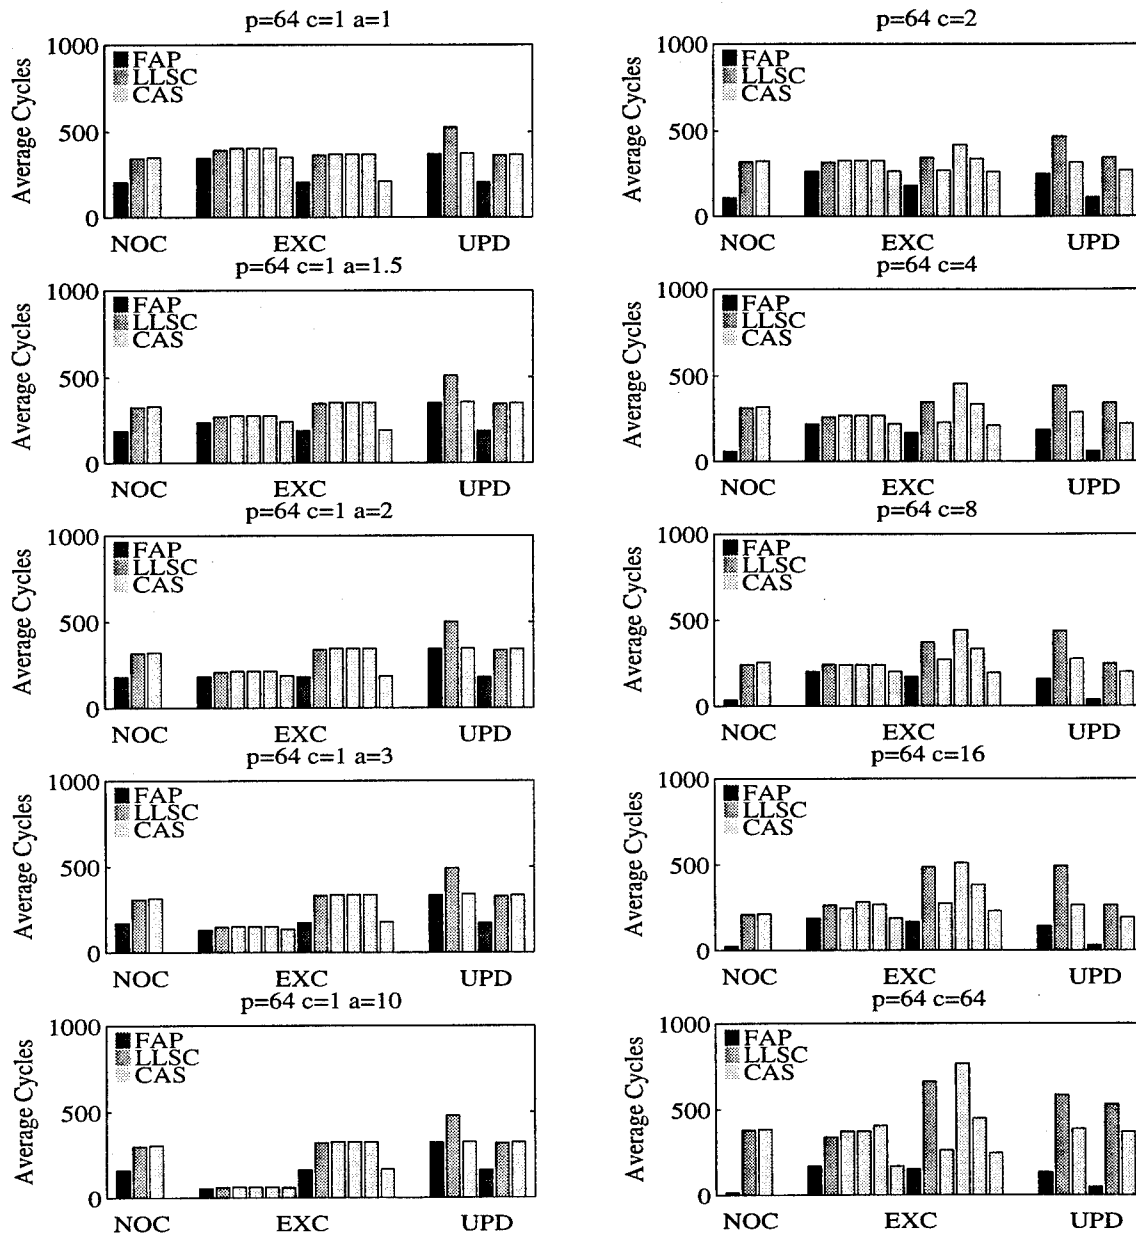 p=64 c=1 a=1
1000
500
0
Average Cycles
FAP
LLSC
CAS
NOC EXC UPD
p=64 c=1 a=1.5
1000
500
0
Average Cycles
FAP
LLSC
CAS
NOC EXC UPD
p=64 c=1 a=2
1000
500
0
Average Cycles
FAP
LLSC
CAS
NOC EXC UPD
p=64 c=1 a=3
1000
500
0
Average Cycles
FAP
LLSC
CAS
NOC EXC UPD
p=64 c=1 a=10
1000
500
0
Average Cycles
FAP
LLSC
CAS
NOC EXC UPD
p=64 c=2
1000
500
0
Average Cycles
FAP
LLSC
CAS
NOC EXC UPD
p=64 c=4
1000
500
0
Average Cycles
FAP
LLSC
CAS
NOC EXC UPD
p=64 c=8
1000
500
0
Average Cycles
FAP
LLSC
CAS
NOC EXC UPD
p=64 c=16
1000
500
0
Average Cycles
FAP
LLSC
CAS
NOC EXC UPD
p=64 c=64
1000
500
0
Average Cycles
FAP
LLSC
CAS
NOC EXC UPD